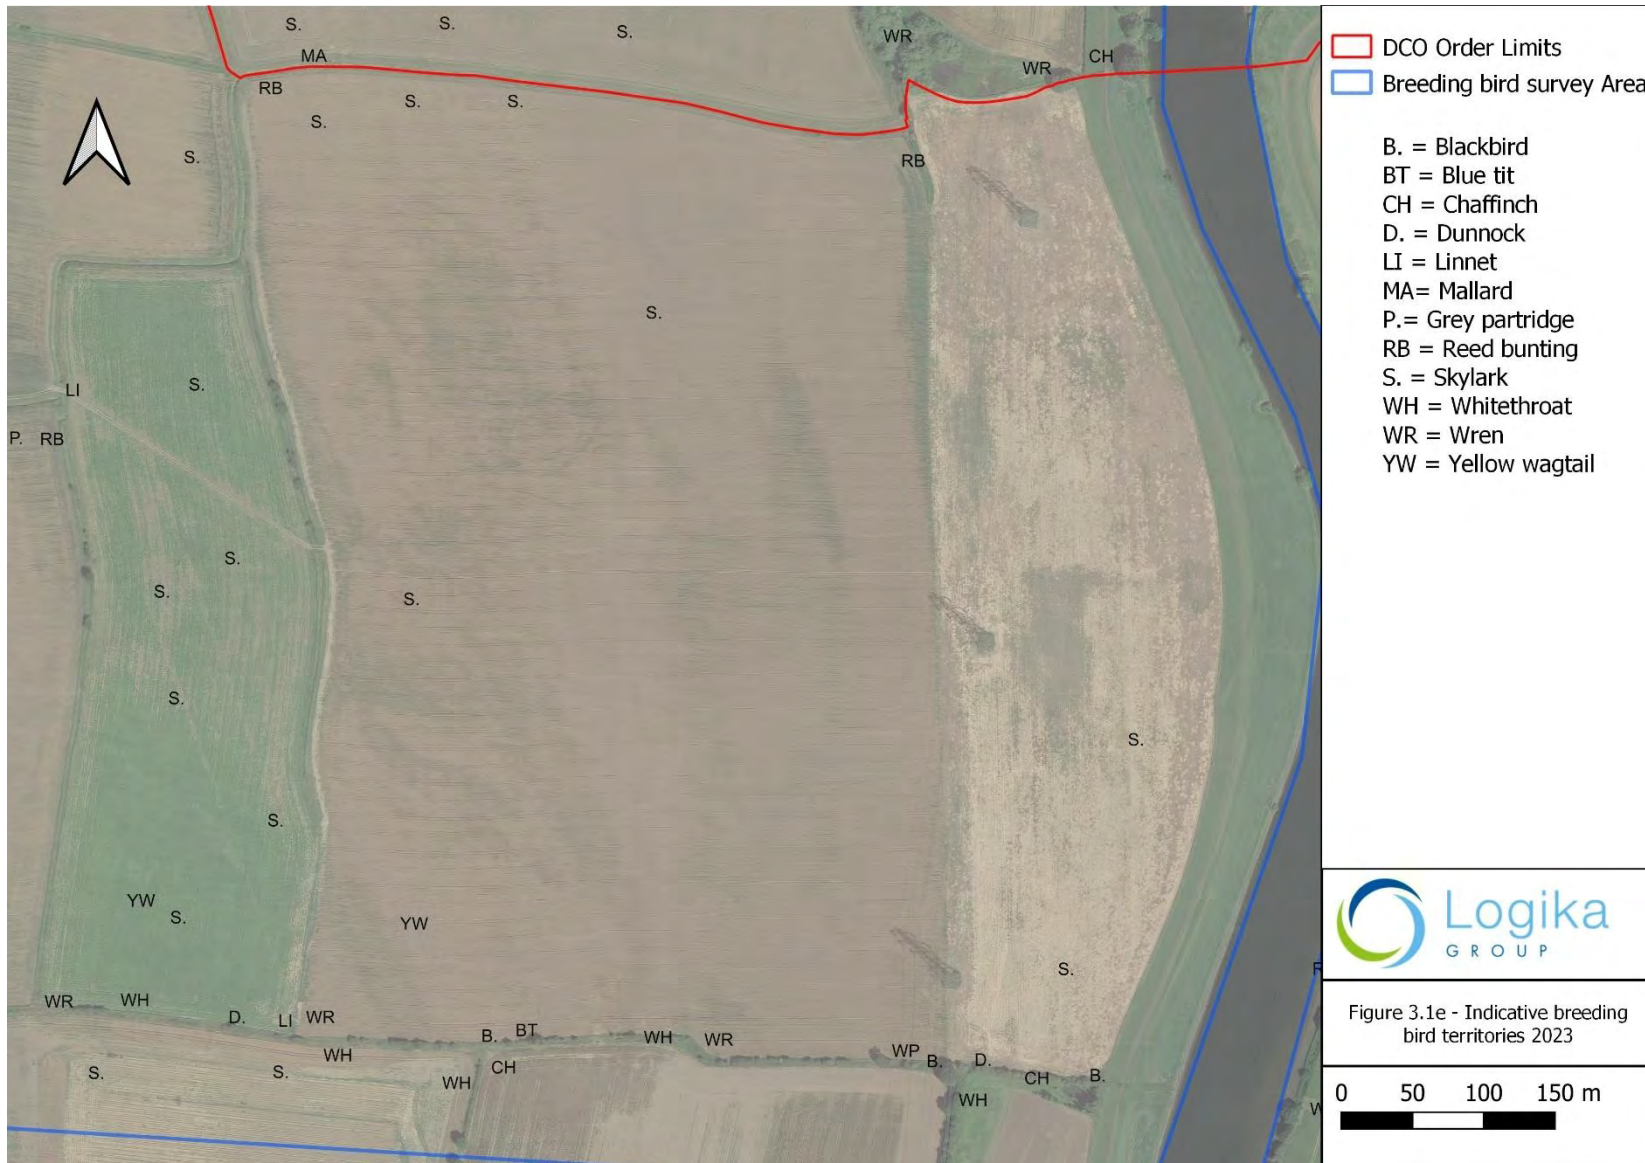 S.
S.
S.
WR
MA
WR
CH
RB
S.
S.
S.
S.
RB
S.
LI
S.
P.
RB
S.
S.
S.
S.
S.
S.
YW
S.
YW
S.
WR
WH
D.
LI
WR
B.
BT
WH
WR
WH
CH
WH
WP
B.
D.
CH
B.
WH
S.
S.
DCO Order Limits
Breeding bird survey Area
B. = Blackbird
BT = Blue tit
CH = Chaffinch
D. = Dunnock
LI = Linnet
MA= Mallard
P.= Grey partridge
RB = Reed bunting
S. = Skylark
WH = Whitethroat
WR = Wren
YW = Yellow wagtail
Logika
GROUP
Figure 3.1e - Indicative breeding
bird territories 2023
0 50 100 150 m